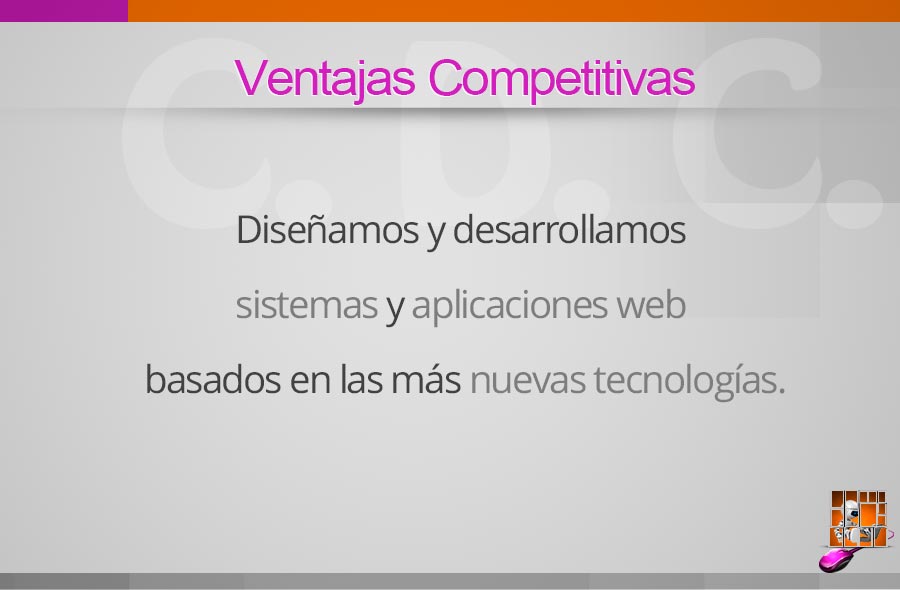 Ventajas Competitivas
C.D.C.
Diseñamos y desarrollamos
sistemas y aplicaciones web
basados en las más nuevas tecnologías.